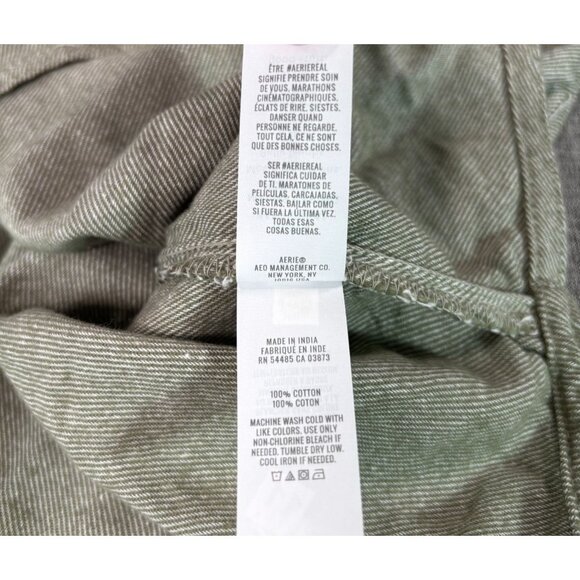 ÊTRE #AERIEREAL
SIGNIFIE PRENDRE SOIN
DE VOUS. MARATHONS
CINÉMATOGRAPHIQUES,
ÉCLATS DE RIRE, SIESTES,
DANSER QUAND
PERSONNE NE REGARDE.
TOUT CELA, CE NE SONT
QUE DES BONNES CHOSES.
SER #AERIEREAL
SIGNIFICA CUIDAR
DE TI. MARATONES DE
PELÍCULAS, CARCAJADAS,
SIESTAS, BAILAR COMO
SI FUERA LA ÚLTIMA VEZ.
TODAS ESAS
COSAS BUENAS.
AERIE®
AEO MANAGEMENT CO.
NEW YORK, NY
10016 USA
MADE IN INDIA
FABRIQUÉ EN INDE
RN 54485 CA 03873
100% COTTON
100% COTON
MACHINE WASH COLD WITH
LIKE COLORS. USE ONLY
NON-CHLORINE BLEACH IF
NEEDED. TUMBLE DRY LOW.
COOL IRON IF NEEDED.